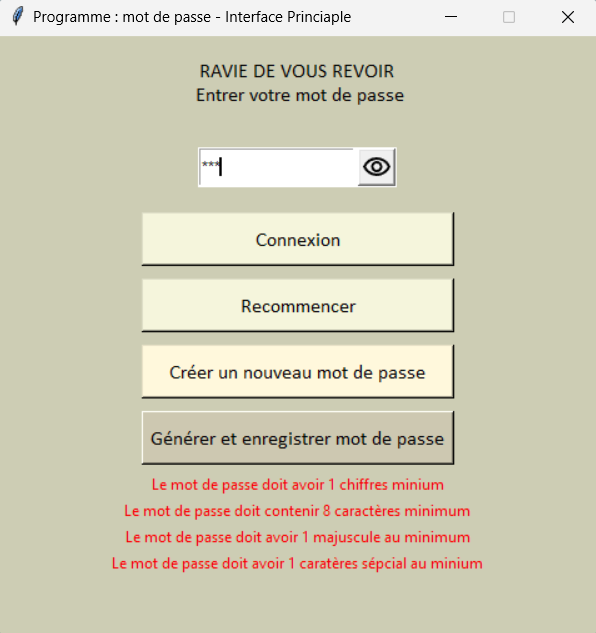 Programme : mot de passe - Interface Princiaple
RAVIE DE VOUS REVOIR
Entrer votre mot de passe
***
Connexion
Recommencer
Créer un nouveau mot de passe
Générer et enregistrer mot de passe
Le mot de passe doit avoir 1 chiffres minium
Le mot de passe doit contenir 8 caractères minimum
Le mot de passe doit avoir 1 majuscule au minimum
Le mot de passe doit avoir 1 caratères sépcial au minium